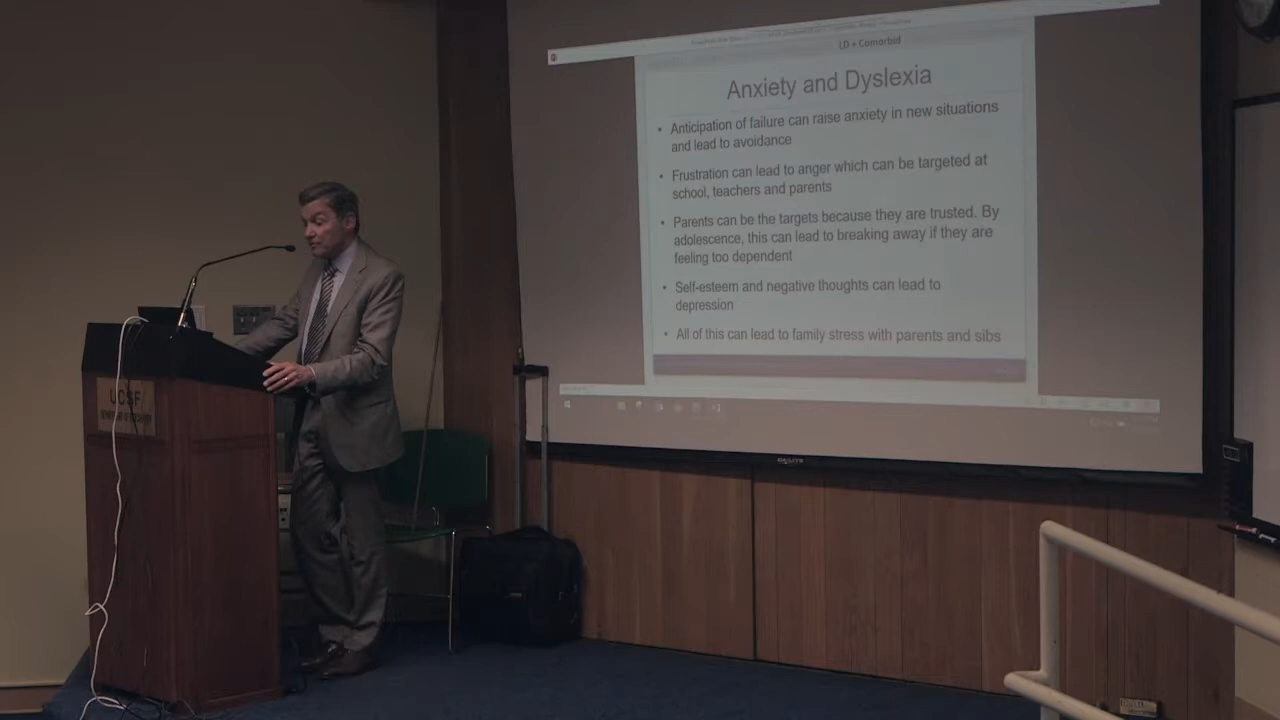 LD + Comorbid
Anxiety and Dyslexia
• Anticipation of failure can raise anxiety in new situations
and lead to avoidance
• Frustration can lead to anger which can be targeted at
school, teachers and parents
• Parents can be the targets because they are trusted. By
adolescence, this can lead to breaking away if they are
feeling too dependent
• Self-esteem and negative thoughts can lead to
depression
• All of this can lead to family stress with parents and sibs
UCSF